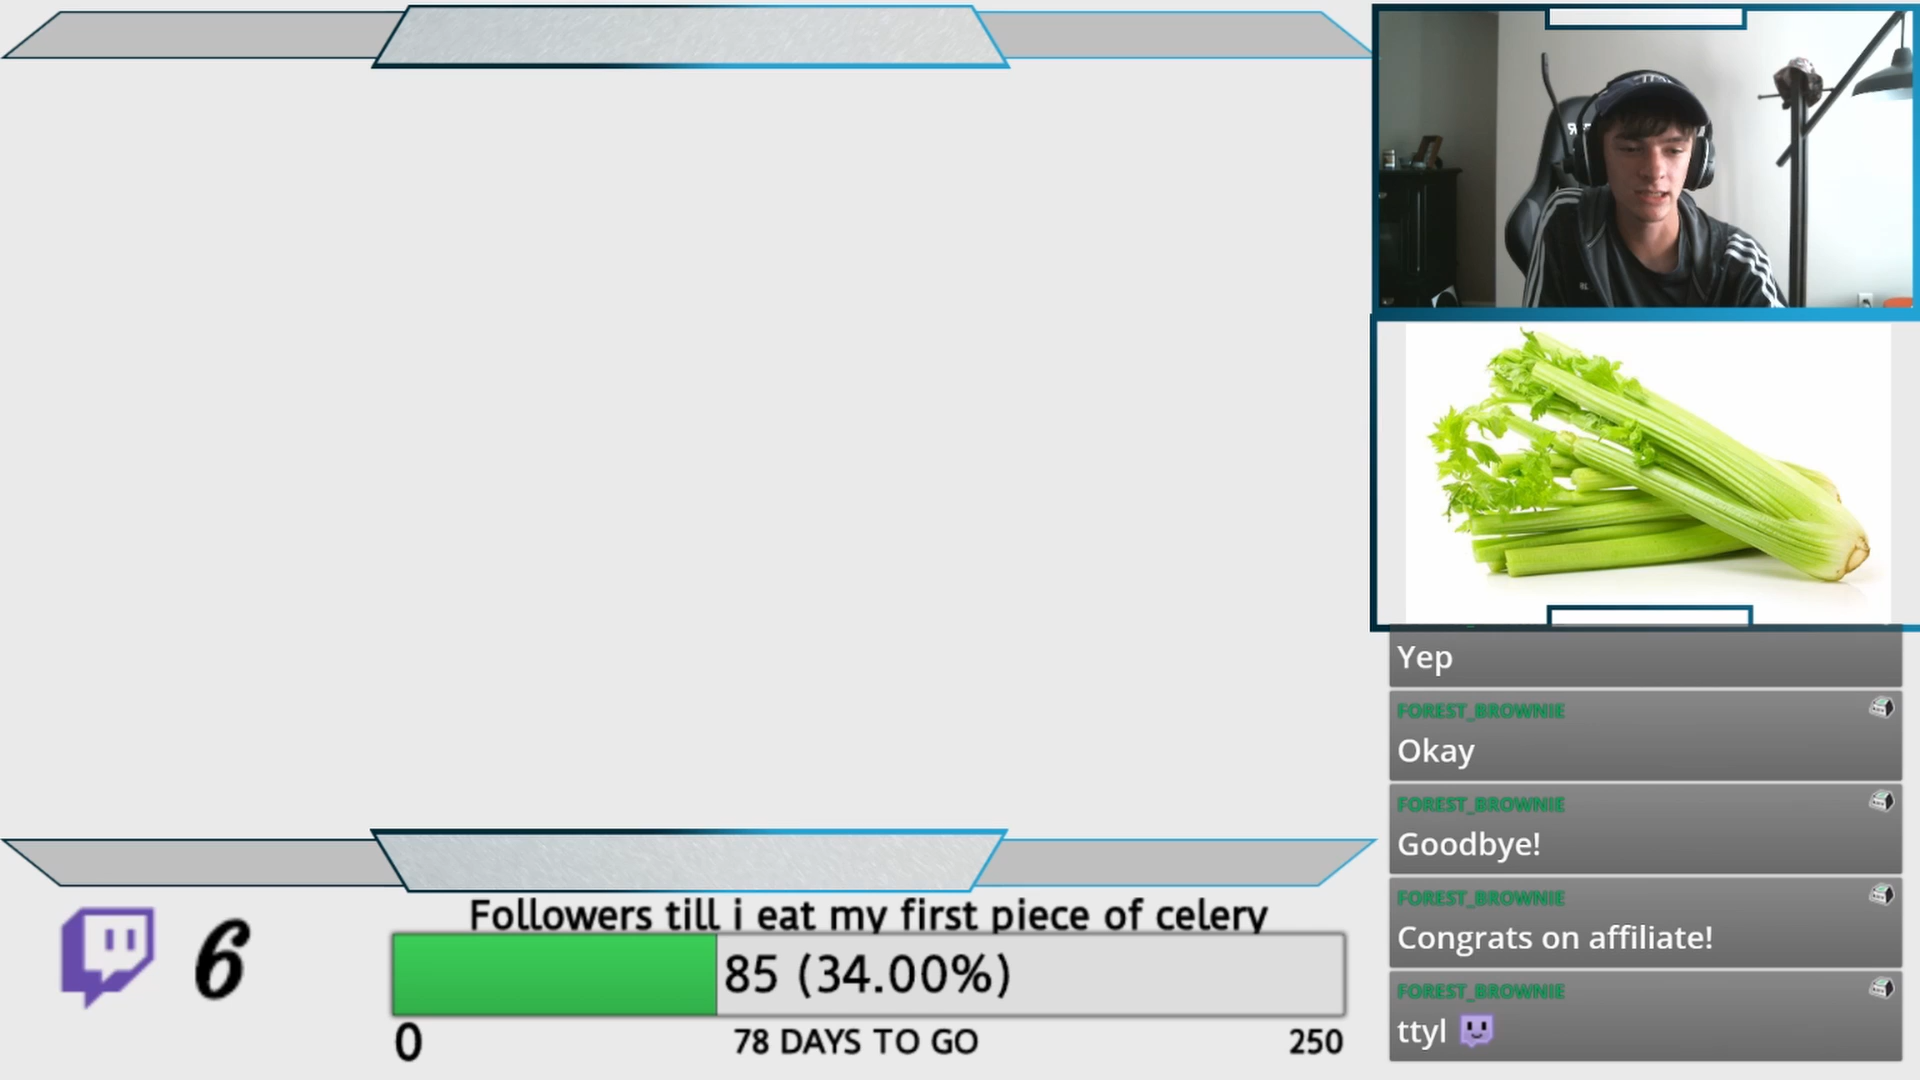 Yep
FOREST_BROWNIE
Okay
FOREST_BROWNIE
Goodbye!
FOREST_BROWNIE
Congrats on affiliate!
FOREST_BROWNIE
ttyl
6
Followers till i eat my first piece of celery
85 (34.00%)
0
78 DAYS TO GO
250